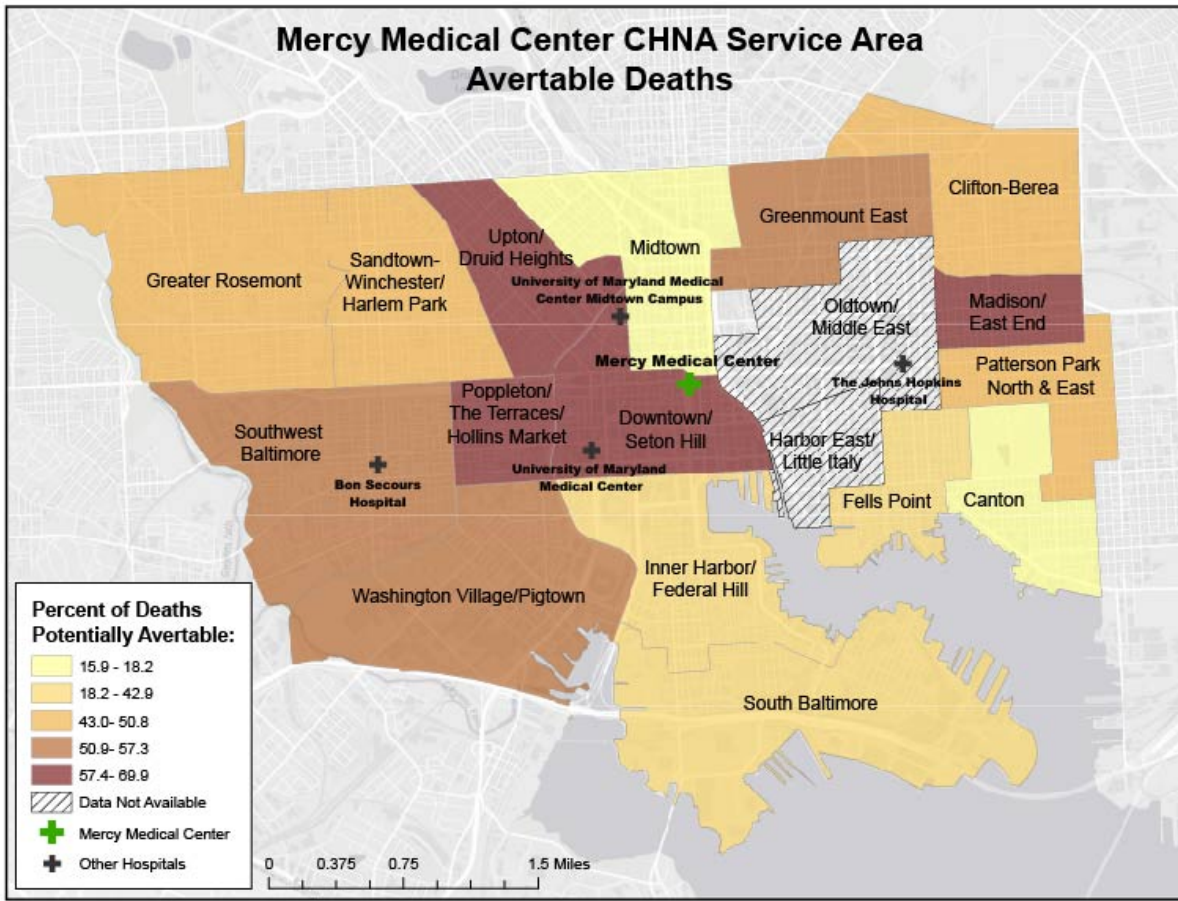 Mercy Medical Center CHNA Service Area
Avertable Deaths
Clifton-Berea
Greenmount East
Upton/
Druid Heights
Midtown
Sandtown-
Winchester/
Harlem Park
Greater Rosemont
University of Maryland Medical
Center Midtown Campus
Oldtown/
Middle East
Madison/
East End
Mercy Medical Center
Patterson Park
North & East
The Johns Hopkins
Hospital
Poppleton/
The Terraces/
Hollins Market
Downtown/
Seton Hill
Southwest
Baltimore
Harbor East/
Little Italy
Bon Secours
Hospital
University of Maryland
Medical Center
Fells Point
Canton
Inner Harbor/
Federal Hill
Washington Village/Pigtown
South Baltimore
Percent of Deaths
Potentially Avertable:
15.9 - 18.2
18.2 - 42.9
43.0- 50.8
50.9- 57.3
57.4- 69.9
Data Not Available
Mercy Medical Center
Other Hospitals
0 0.375 0.75 1.5 Miles